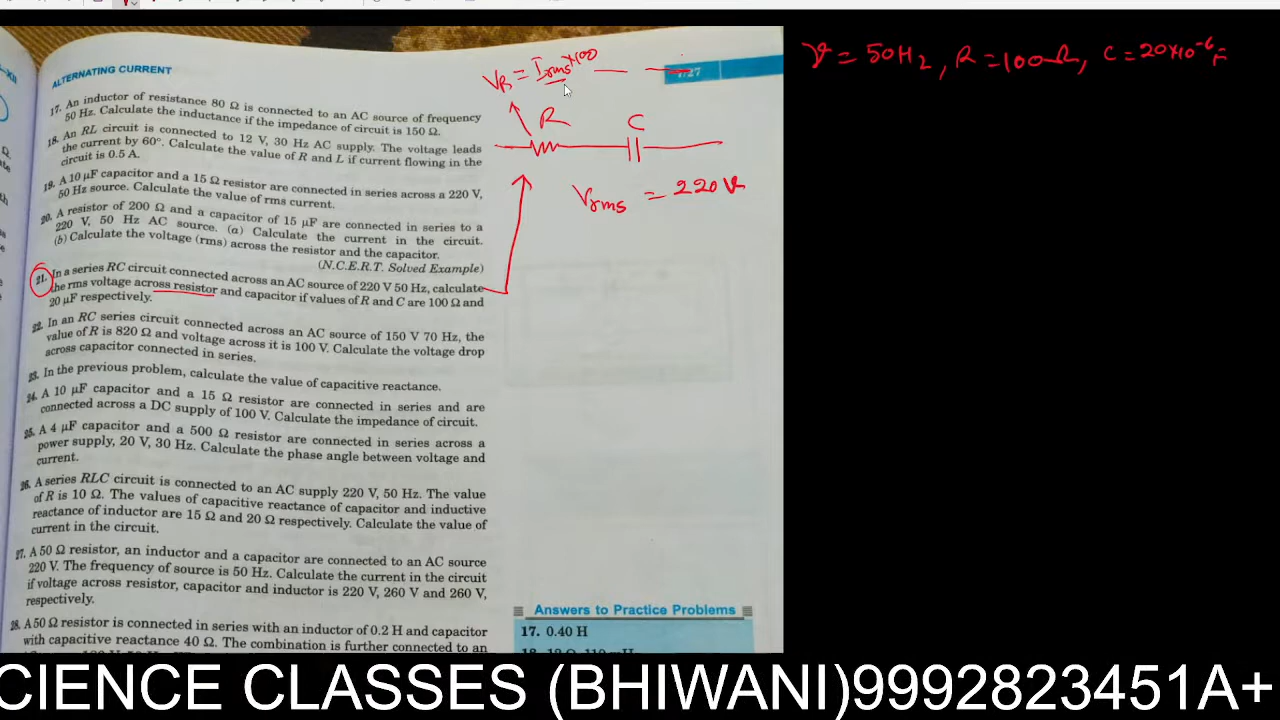 ALTERNATING CURRENT
7.27
17. An inductor of resistance 80 Ω is connected to an AC source of frequency
50 Hz. Calculate the inductance if the impedance of circuit is 150 Ω.
18. An RL circuit is connected to 12 V, 30 Hz AC supply. The voltage leads
the current by 60°. Calculate the value of R and L if current flowing in the
circuit is 0.5 A.
19. A 10 μF capacitor and a 15 Ω resistor are connected in series across a 220 V,
50 Hz source. Calculate the value of rms current.
20. A resistor of 200 Ω and a capacitor of 15 μF are connected in series to a
220 V, 50 Hz AC source. (a) Calculate the current in the circuit.
(b) Calculate the voltage (rms) across the resistor and the capacitor.
(N.C.E.R.T. Solved Example)
21. In a series RC circuit connected across an AC source of 220 V 50 Hz, calculate
the rms voltage across resistor and capacitor if values of R and C are 100 Ω and
20 μF respectively.
22. In an RC series circuit connected across an AC source of 150 V 70 Hz, the
value of R is 820 Ω and voltage across it is 100 V. Calculate the voltage drop
across capacitor connected in series.
23. In the previous problem, calculate the value of capacitive reactance.
24. A 10 μF capacitor and a 15 Ω resistor are connected in series and are
connected across a DC supply of 100 V. Calculate the impedance of circuit.
25. A 4 μF capacitor and a 500 Ω resistor are connected in series across a
power supply, 20 V, 30 Hz. Calculate the phase angle between voltage and
current.
26. A series RLC circuit is connected to an AC supply 220 V, 50 Hz. The value
of R is 10 Ω. The values of capacitive reactance of capacitor and inductive
reactance of inductor are 15 Ω and 20 Ω respectively. Calculate the value of
current in the circuit.
27. A 50 Ω resistor, an inductor and a capacitor are connected to an AC source
220 V. The frequency of source is 50 Hz. Calculate the current in the circuit
if voltage across resistor, capacitor and inductor is 220 V, 260 V and 260 V,
respectively.
28. A 50 Ω resistor is connected in series with an inductor of 0.2 H and capacitor
with capacitive reactance 40 Ω. The combination is further connected to an
V_R = I_rms × 100
R C
V_rms = 220 V
Answers to Practice Problems
17. 0.40 H
ν = 50 Hz, R = 100 Ω, C = 20×10⁻⁶ F
CIENCE CLASSES (BHIWANI)9992823451A+